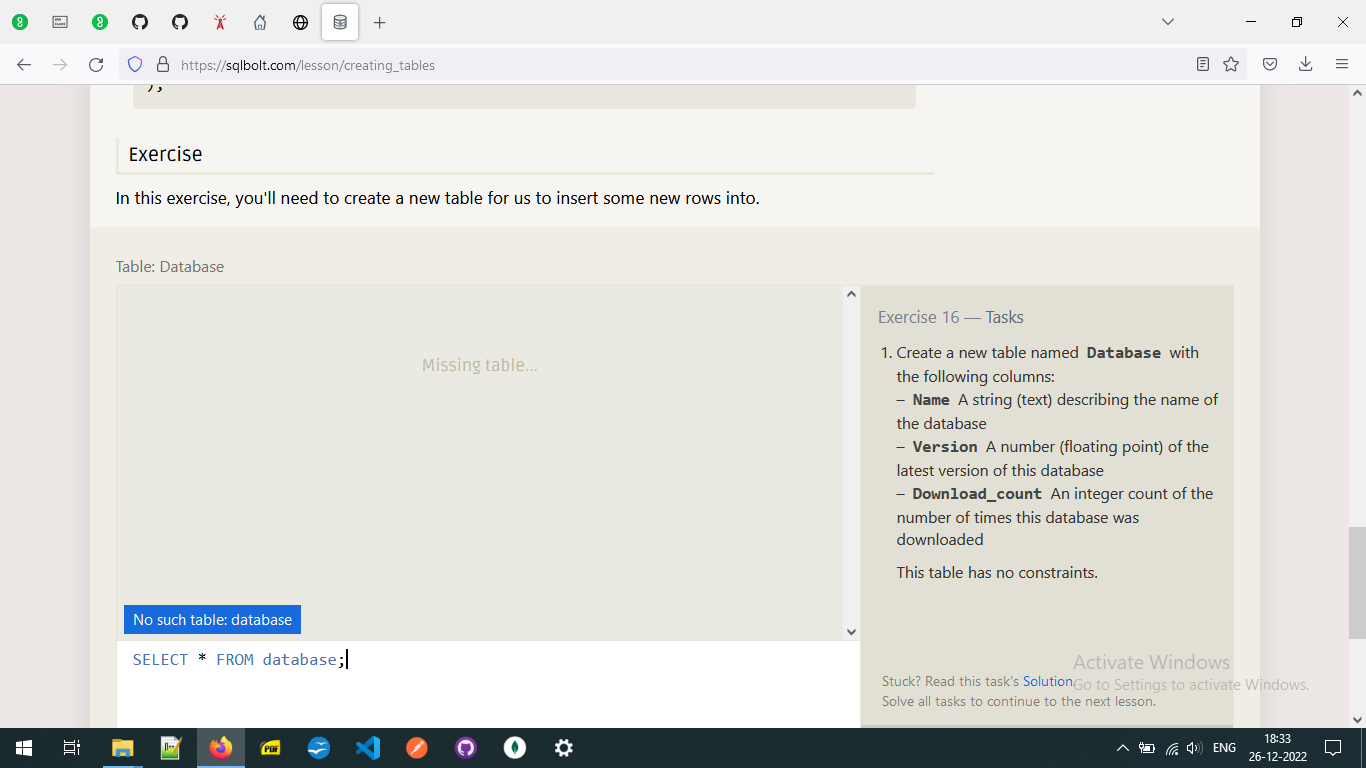 https://sqlbolt.com/lesson/creating_tables
);
Exercise
In this exercise, you'll need to create a new table for us to insert some new rows into.
Table: Database
Missing table...
No such table: database
SELECT * FROM database;
Exercise 16 — Tasks
1. Create a new table named Database with
the following columns:
– Name A string (text) describing the name of
the database
– Version A number (floating point) of the
latest version of this database
– Download_count An integer count of the
number of times this database was
downloaded
This table has no constraints.
Stuck? Read this task's Solution.
Solve all tasks to continue to the next lesson.
Activate Windows
Go to Settings to activate Windows.
PDF
ENG
18:33
26-12-2022